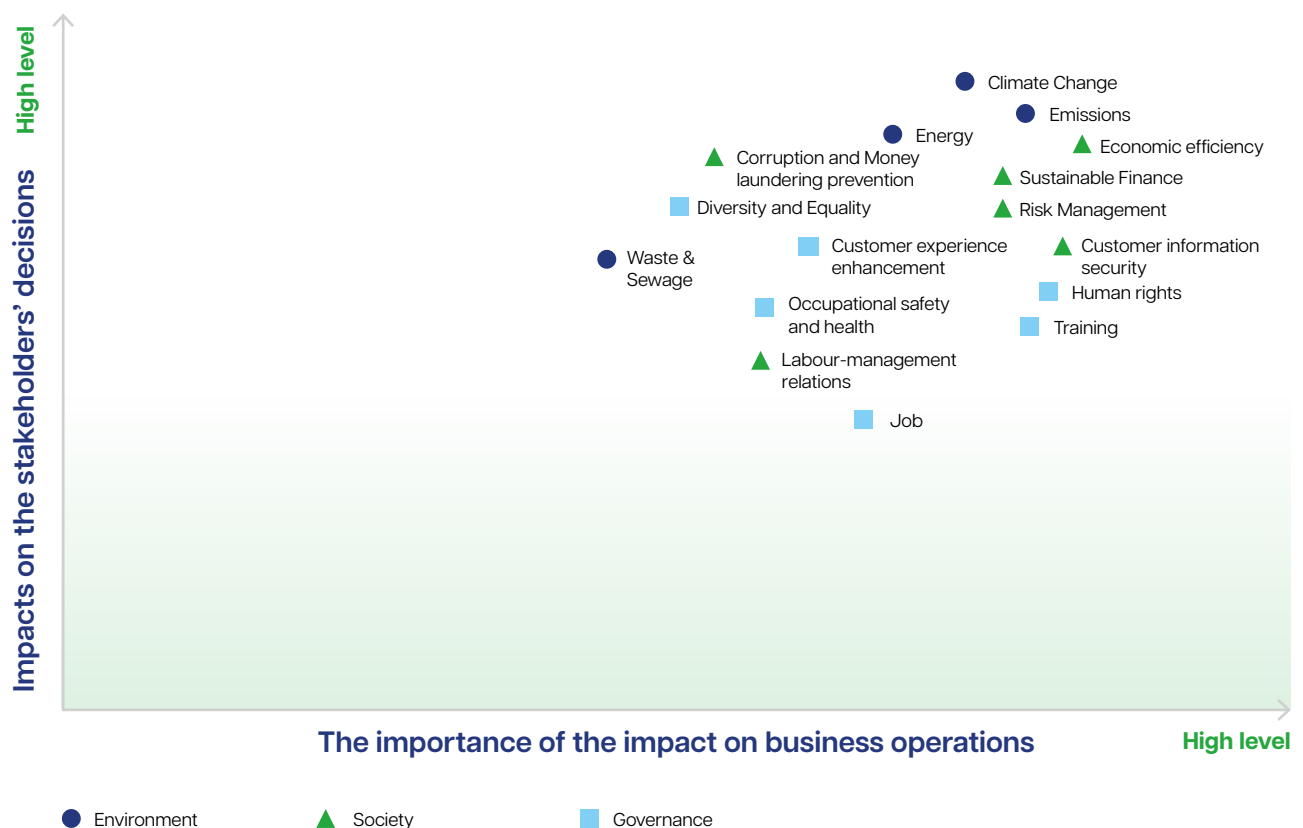 High level
Impacts on the stakeholders’ decisions
Climate Change
Emissions
Energy
Economic efficiency
Corruption and Money
laundering prevention
Sustainable Finance
Diversity and Equality
Risk Management
Customer experience
enhancement
Customer information
security
Waste &
Sewage
Human rights
Occupational safety
and health
Training
Labour-management
relations
Job
The importance of the impact on business operations
High level
Environment
Society
Governance